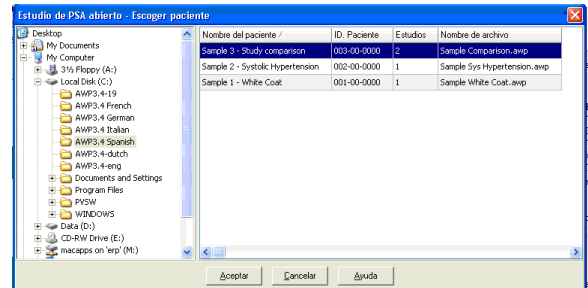 Estudio de PSA abierto - Escoger paciente
Desktop
My Documents
My Computer
3½ Floppy (A:)
Local Disk (C:)
AWP3.4-19
AWP3.4 French
AWP3.4 German
AWP3.4 Italian
AWP3.4 Spanish
AWP3.4-dutch
AWP3.4-eng
Documents and Settings
Program Files
PVSW
WINDOWS
Data (D:)
CD-RW Drive (E:)
macapps on 'erp' (M:)
Nombre del paciente / ID. Paciente Estudios Nombre de archivo
Sample 3 - Study comparison 003-00-0000 2 Sample Comparison.awp
Sample 2 - Systolic Hypertension 002-00-0000 1 Sample Sys Hypertension.awp
Sample 1 - White Coat 001-00-0000 1 Sample White Coat.awp
Aceptar Cancelar Ayuda